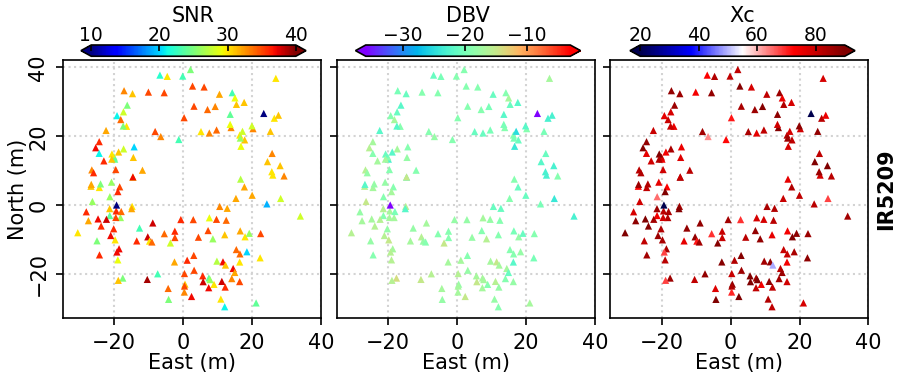 SNR DBV Xc
10 20 30 40 −30 −20 −10 20 40 60 80
40
20
0
−20
North (m)
IR5209
−20 0 20 40 −20 0 20 40 −20 0 20 40
East (m) East (m) East (m)